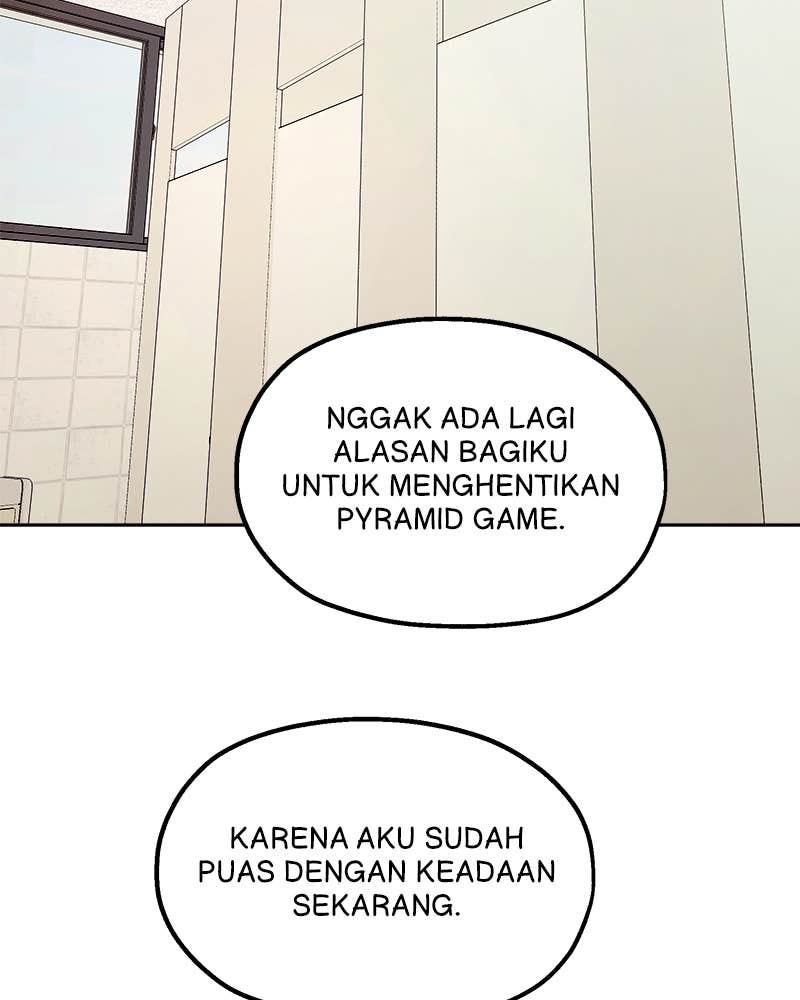 NGGAK ADA LAGI
ALASAN BAGIKU
UNTUK MENGHENTIKAN
PYRAMID GAME.
KARENA AKU SUDAH
PUAS DENGAN KEADAAN
SEKARANG.